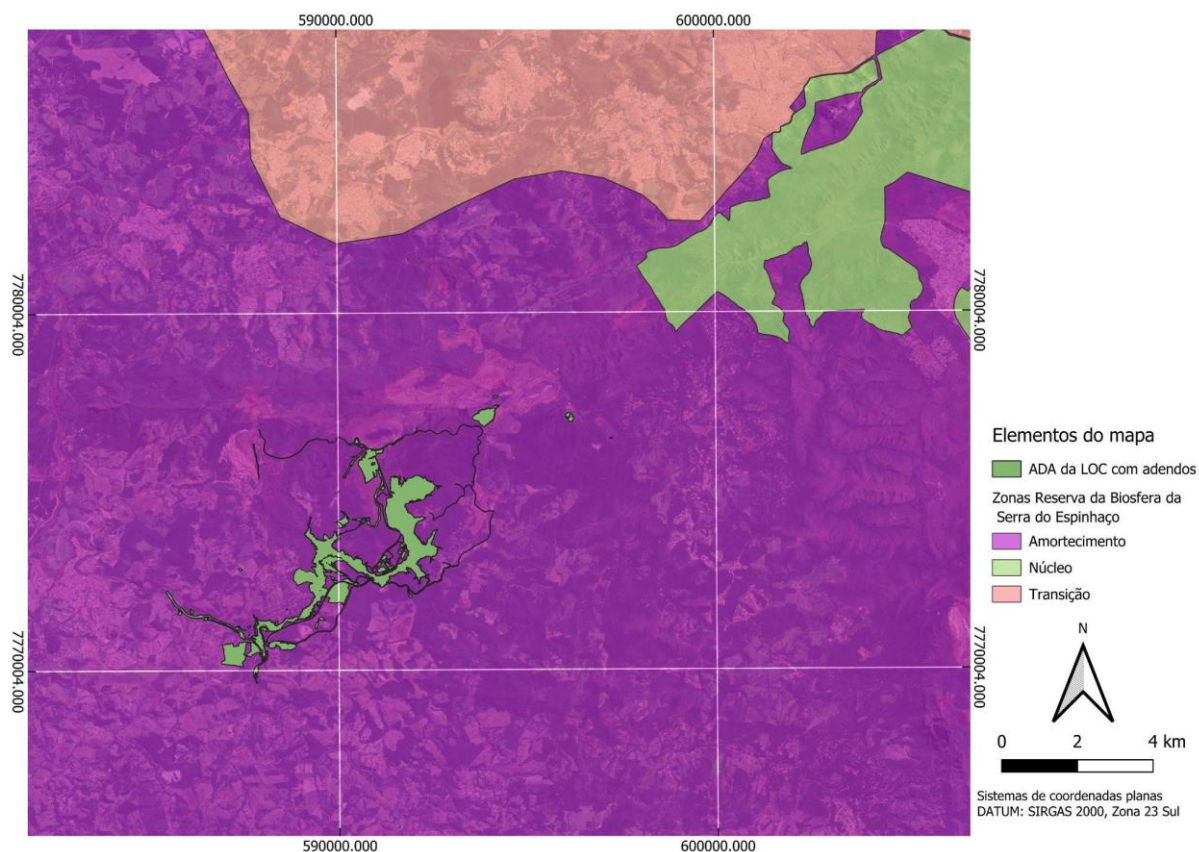 590000.000
600000.000
7780004.000
7780004.000
Elementos do mapa
ADA da LOC com adendos
Zonas Reserva da Biosfera da
Serra do Espinhaço
Amortecimento
Núcleo
Transição
7770004.000
7770004.000
N
0 2 4 km
Sistemas de coordenadas planas
DATUM: SIRGAS 2000, Zona 23 Sul
590000.000
600000.000